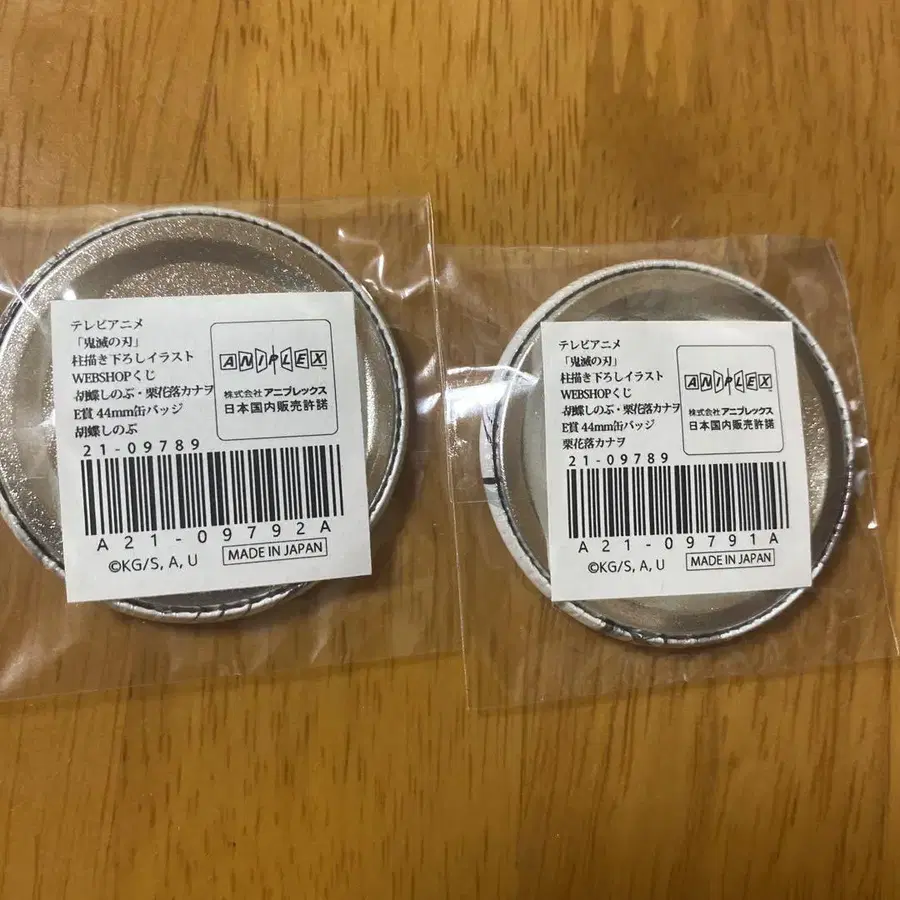 テレビアニメ
「鬼滅の刃」
柱描き下ろしイラスト
WEBSHOPくじ
胡蝶しのぶ・栗花落カナヲ
E賞 44mm缶バッジ
胡蝶しのぶ
21-09789
ANIPLEX
株式会社 アニプレックス
日本国内販売許諾
A21-09792A
©KG/S, A, U
MADE IN JAPAN
テレビアニメ
「鬼滅の刃」
柱描き下ろしイラスト
WEBSHOPくじ
胡蝶しのぶ・栗花落カナヲ
E賞 44mm缶バッジ
栗花落カナヲ
21-09789
ANIPLEX
株式会社 アニプレックス
日本国内販売許諾
A21-09791A
©KG/S, A, U
MADE IN JAPAN